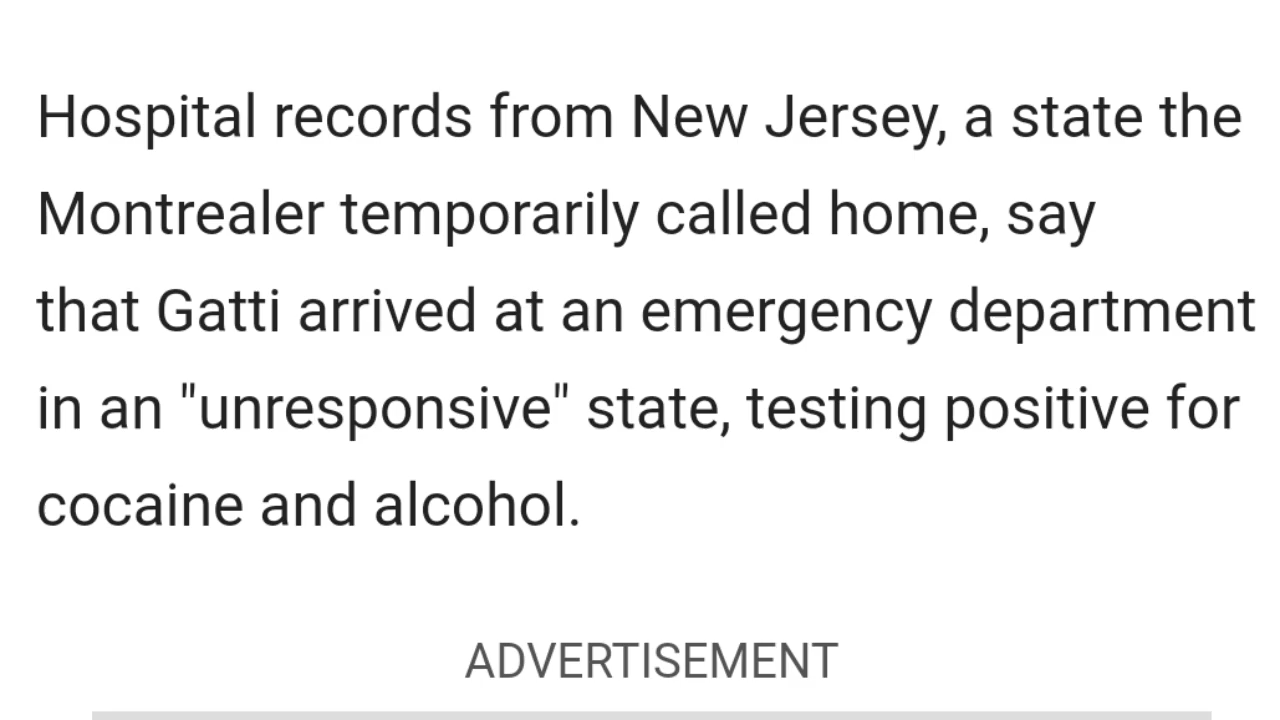 Hospital records from New Jersey, a state the
Montrealer temporarily called home, say
that Gatti arrived at an emergency department
in an "unresponsive" state, testing positive for
cocaine and alcohol.
ADVERTISEMENT